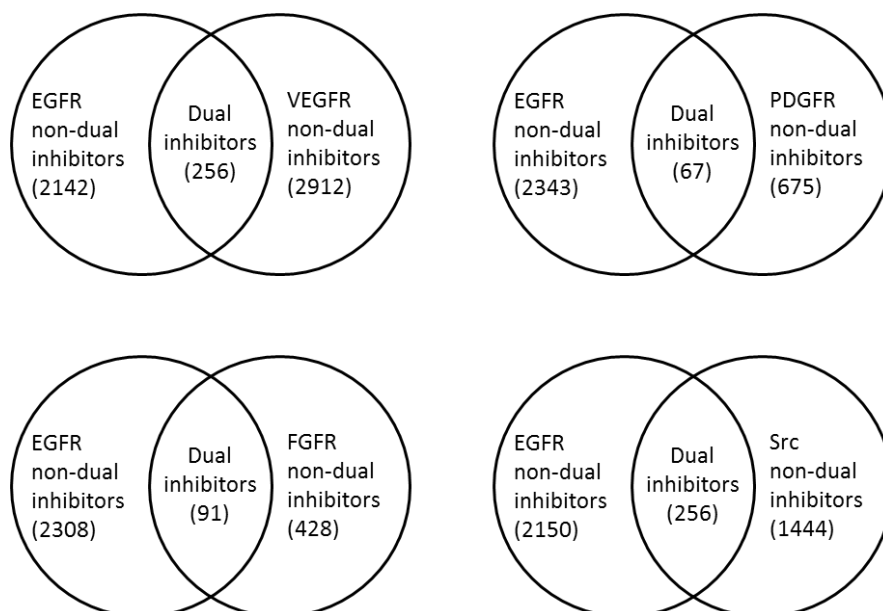 EGFR
non-dual
inhibitors
(2142)
Dual
inhibitors
(256)
VEGFR
non-dual
inhibitors
(2912)
EGFR
non-dual
inhibitors
(2343)
Dual
inhibitors
(67)
PDGFR
non-dual
inhibitors
(675)
EGFR
non-dual
inhibitors
(2308)
Dual
inhibitors
(91)
FGFR
non-dual
inhibitors
(428)
EGFR
non-dual
inhibitors
(2150)
Dual
inhibitors
(256)
Src
non-dual
inhibitors
(1444)